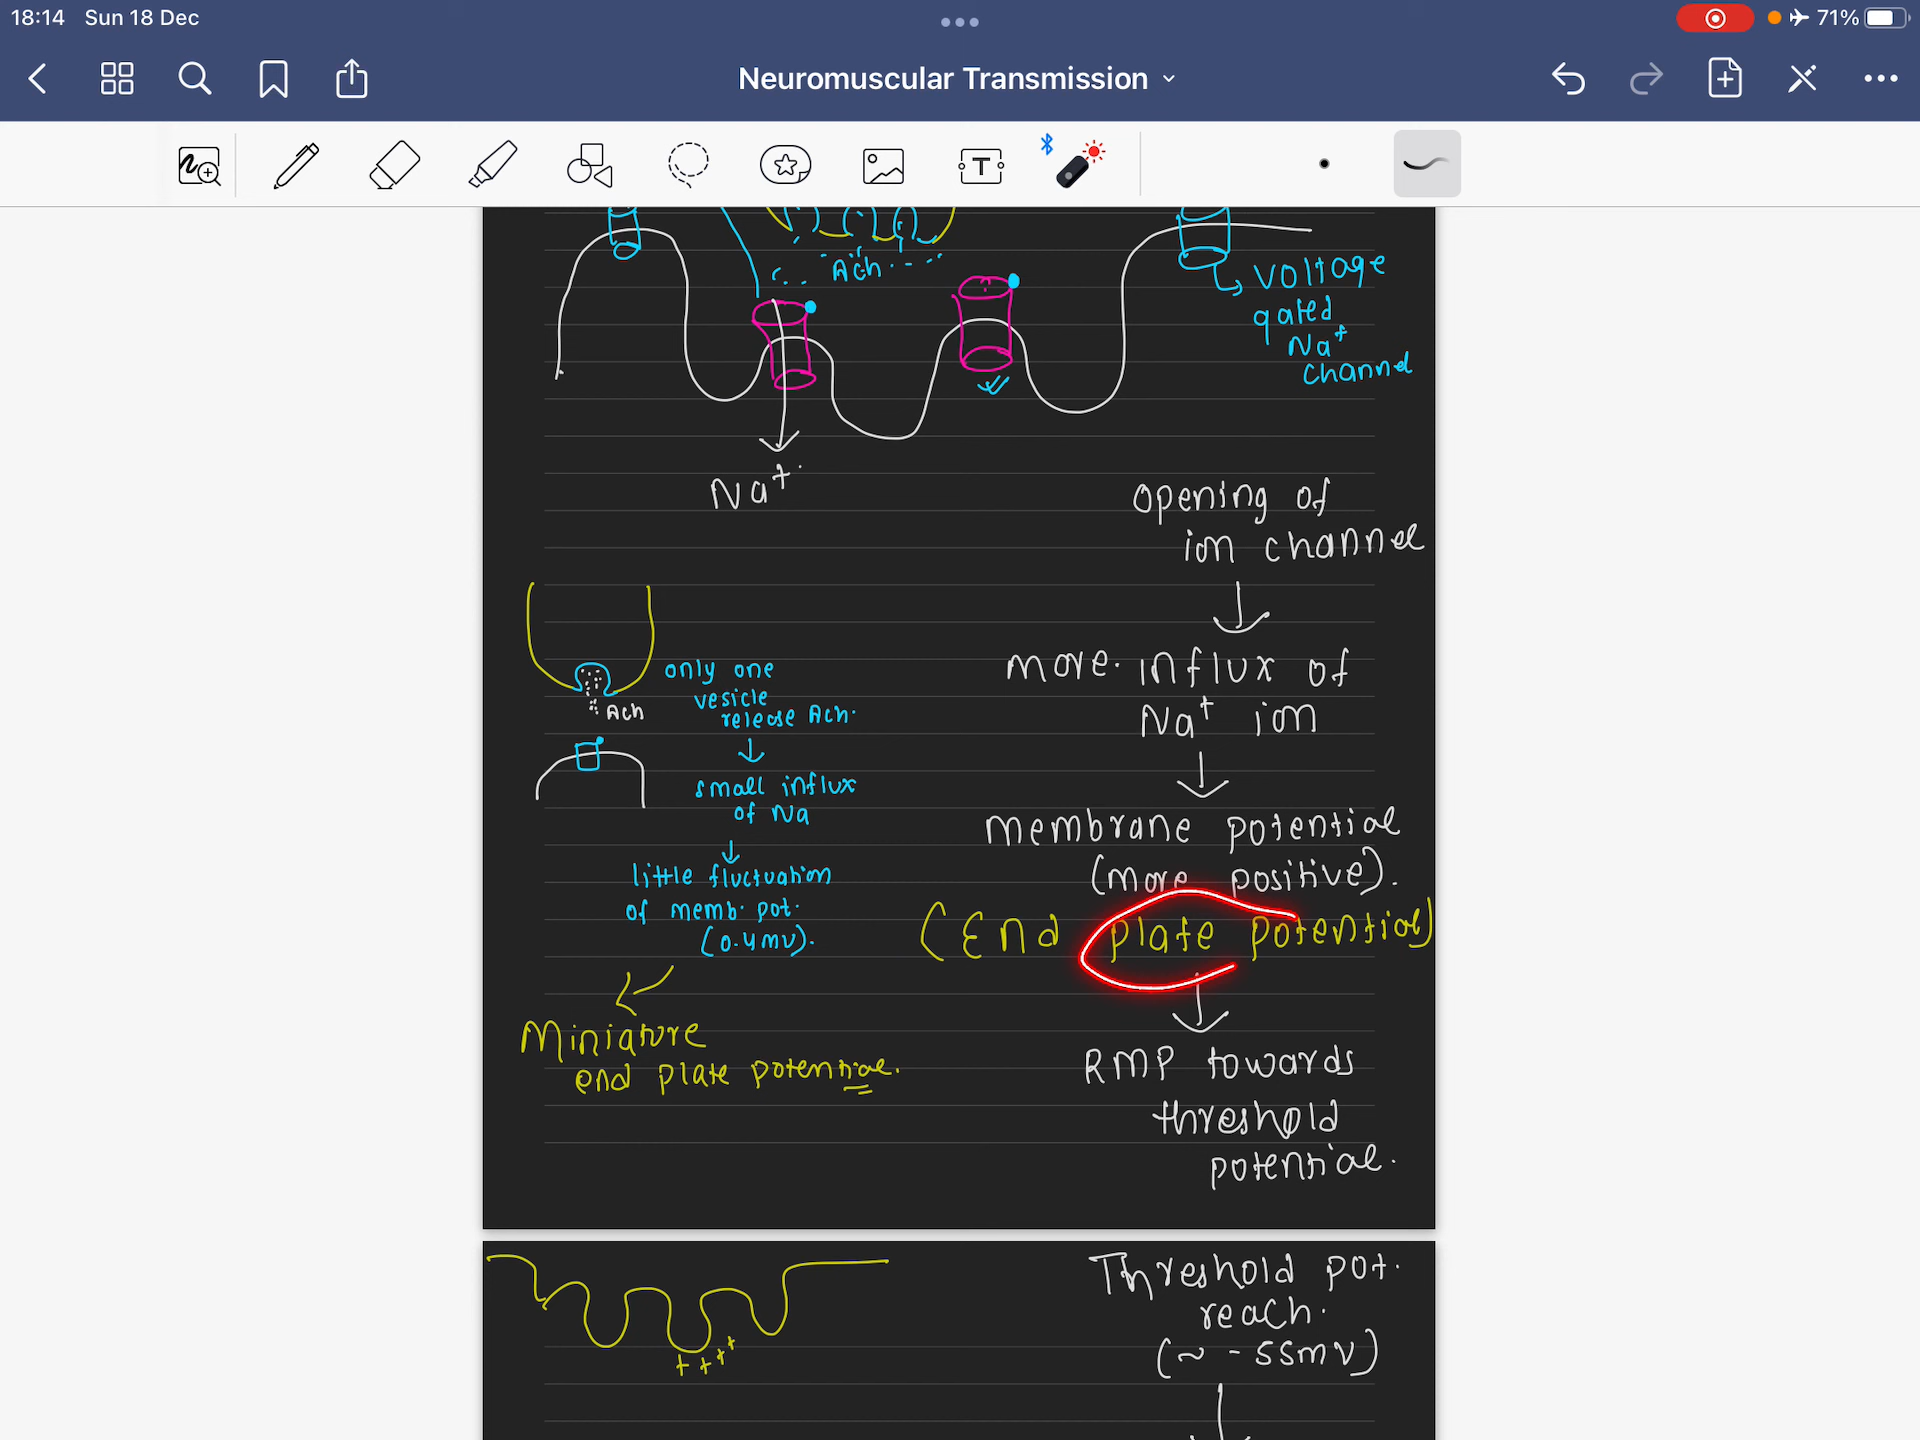 18:14 Sun 18 Dec
71%
Neuromuscular Transmission
T
Ach
voltage
gated
Na+
channel
Na+
opening of
ion channel
more influx of
Na+ ion
membrane potential
(more positive).
(End plate potential)
RMP towards
threshold
potential.
Ach
only one
vesicle
release Ach.
small influx
of Na
little fluctuation
of memb. pot.
(0.4mv).
Miniature
end plate potential.
++++
Threshold pot.
reach.
(~ -55mv)